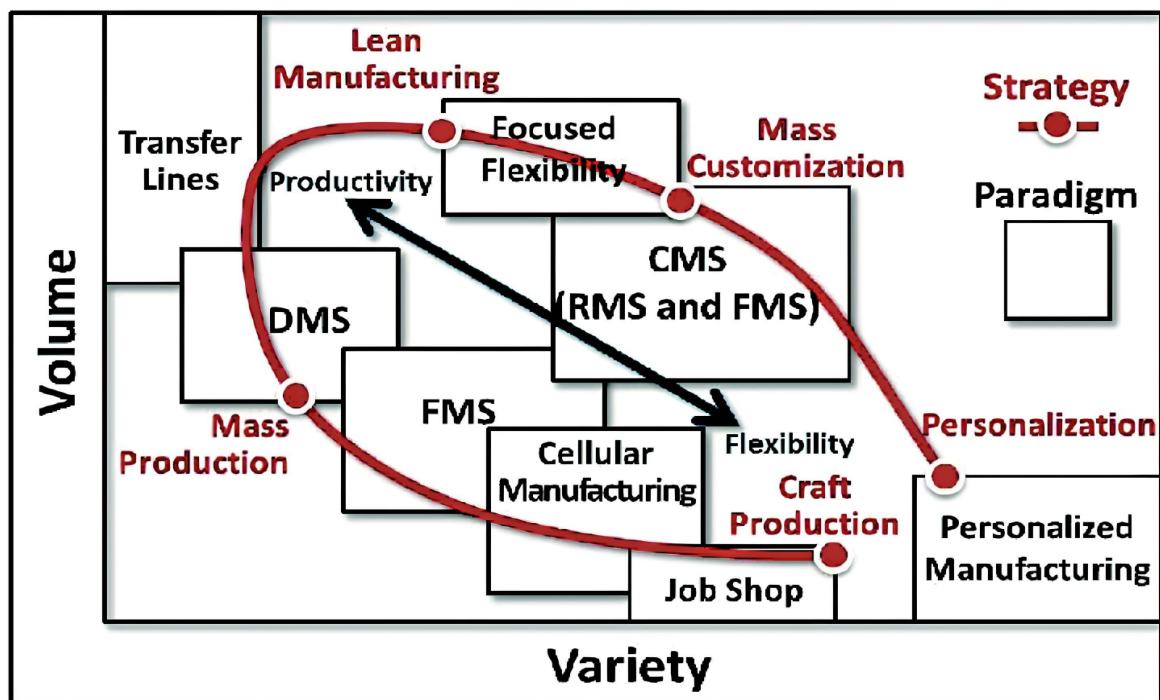 Lean
Manufacturing
Strategy
Transfer
Lines
Focused
Flexibility
Mass
Customization
Productivity
Paradigm
CMS
(RMS and FMS)
DMS
Volume
FMS
Mass
Production
Cellular
Manufacturing
Flexibility
Personalization
Craft
Production
Job Shop
Personalized
Manufacturing
Variety